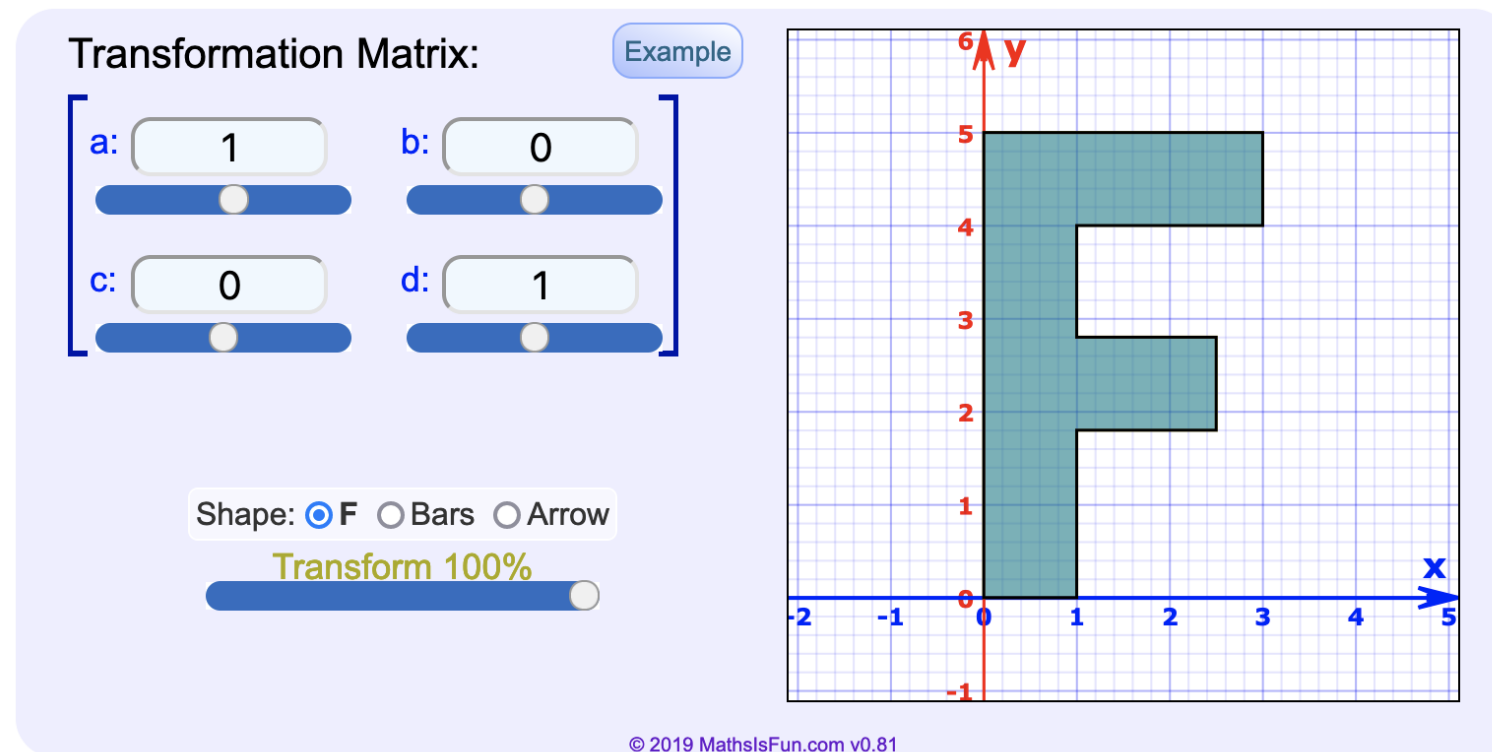 Transformation Matrix:
Example
a: 1 b: 0
c: 0 d: 1
Shape: F Bars Arrow
Transform 100%
6 y
5
4
3
2
1
x
0
-2 -1 0 1 2 3 4 5
-1
© 2019 MathsIsFun.com v0.81